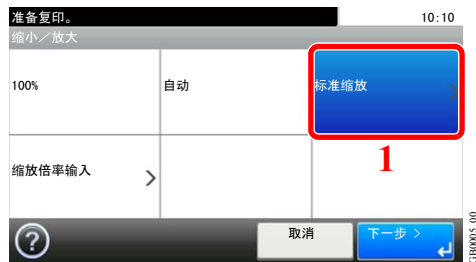 准备复印。 10:10
缩小／放大
100% 自动 标准缩放
缩放倍率输入 > 1
? 取消 下一步 >
GB0005_00